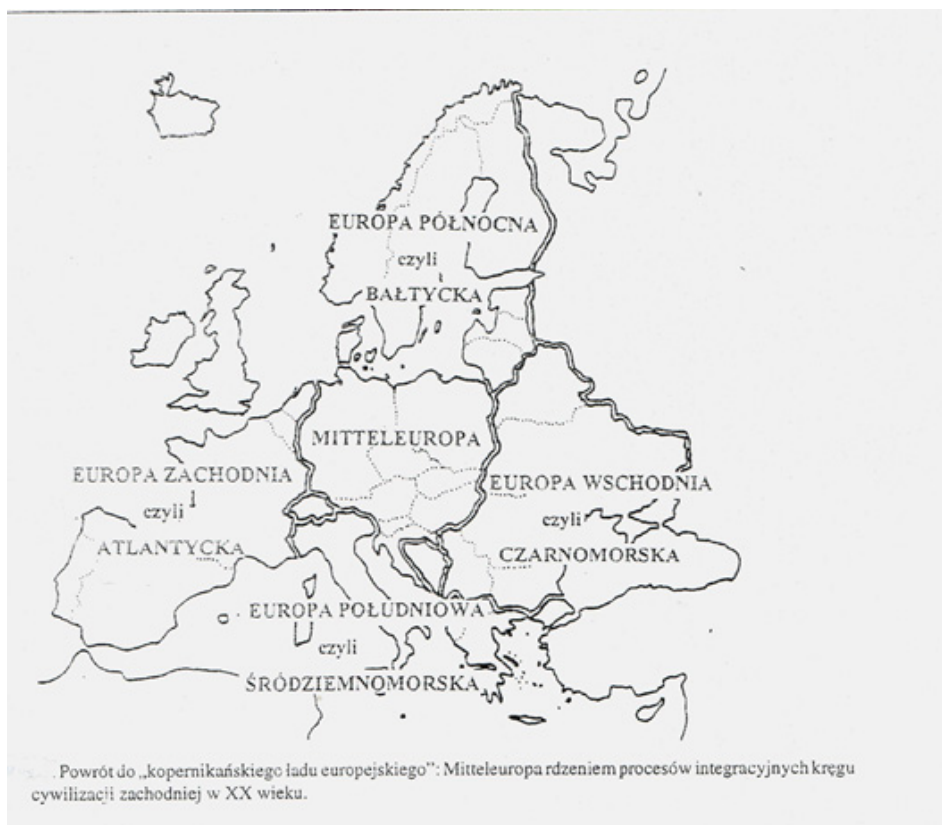 EUROPA PÓŁNOCNA
czyli
BAŁTYCKA
MITTELEUROPA
EUROPA ZACHODNIA
czyli
ATLANTYCKA
EUROPA WSCHODNIA
czyli
CZARNOMORSKA
EUROPA POŁUDNIOWA
czyli
ŚRÓDZIEMNOMORSKA
Powrót do „kopernikańskiego ładu europejskiego”: Mitteleuropa rdzeniem procesów integracyjnych kręgu
cywilizacji zachodniej w XX wieku.